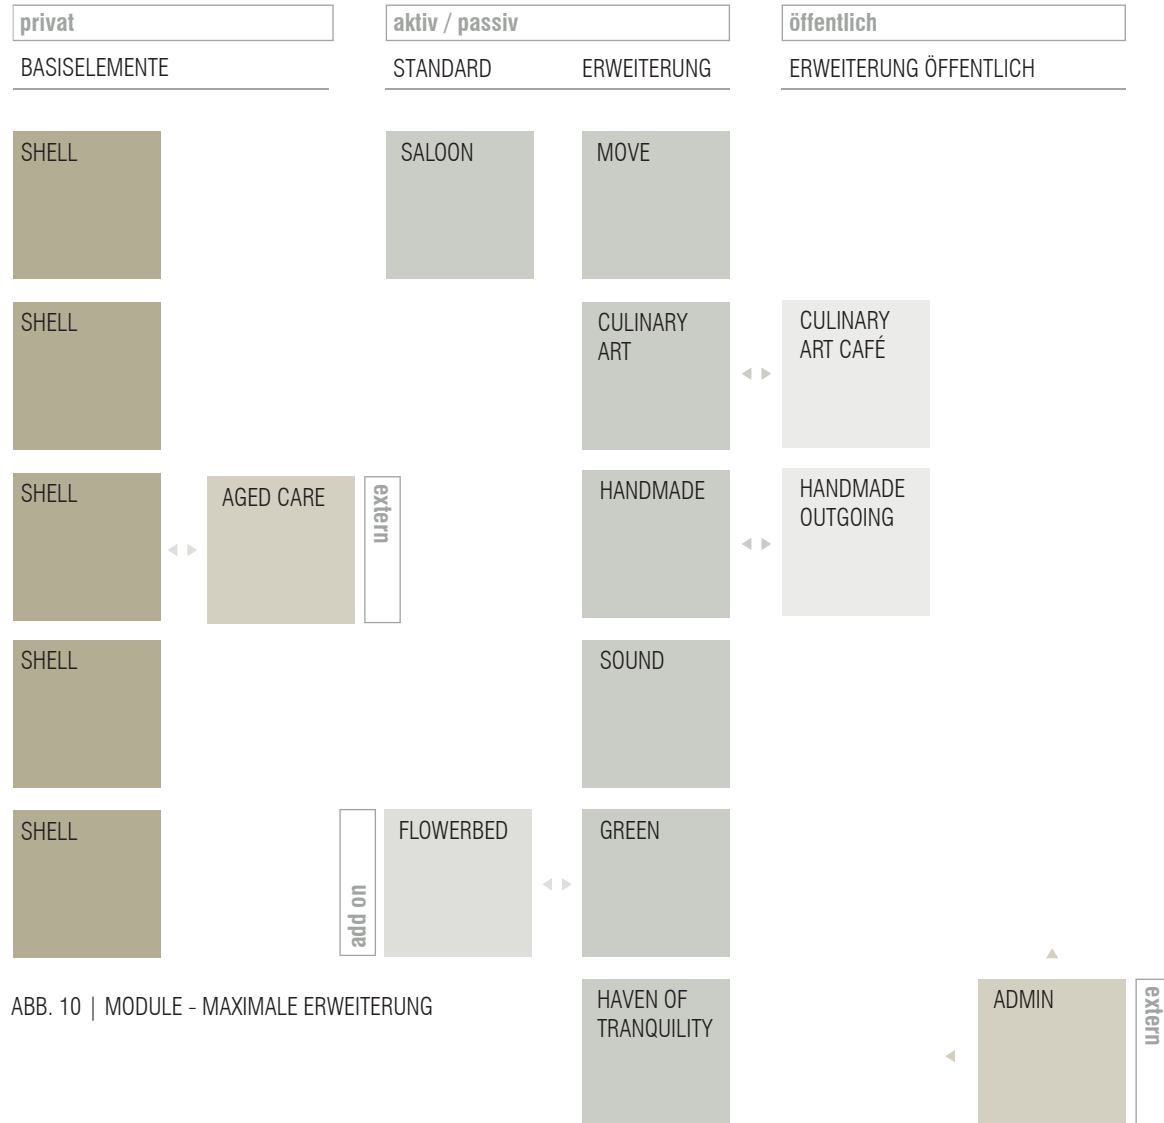 privat
aktiv / passiv
öffentlich
BASISELEMENTE
STANDARD
ERWEITERUNG
ERWEITERUNG ÖFFENTLICH
SHELL
SALOON
MOVE
SHELL
CULINARY
ART
CULINARY
ART CAFÉ
SHELL
AGED CARE
extern
HANDMADE
HANDMADE
OUTGOING
SHELL
SOUND
SHELL
add on
FLOWERBED
GREEN
ABB. 10 | MODULE - MAXIMALE ERWEITERUNG
HAVEN OF
TRANQUILITY
ADMIN
extern